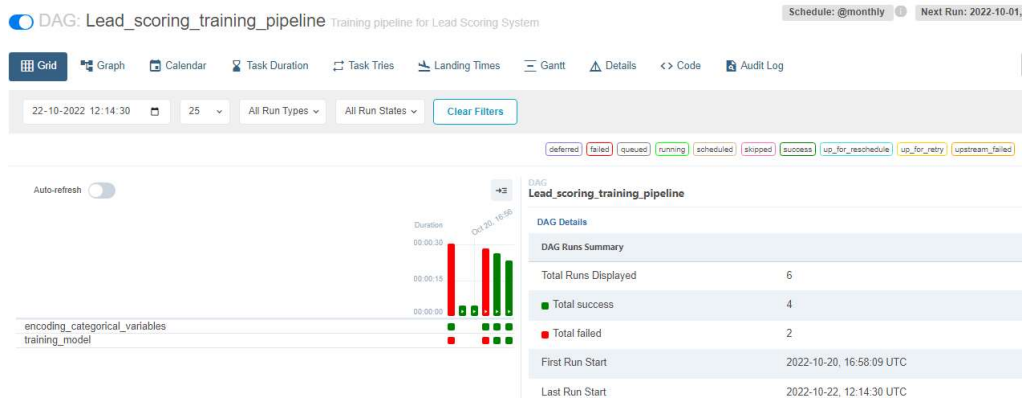 DAG: Lead_scoring_training_pipeline Training pipeline for Lead Scoring System
Schedule: @monthly Next Run: 2022-10-01,
Grid Graph Calendar Task Duration Task Tries Landing Times Gantt Details <> Code Audit Log
22-10-2022 12:14:30 25 All Run Types All Run States Clear Filters
deferred failed queued running scheduled skipped success up_for_reschedule up_for_retry upstream_failed
Auto-refresh
Duration
Oct 20, 16:56
00:00:30
00:00:15
00:00:00
encoding_categorical_variables
training_model
DAG
Lead_scoring_training_pipeline
DAG Details
DAG Runs Summary
Total Runs Displayed 6
Total success 4
Total failed 2
First Run Start 2022-10-20, 16:58:09 UTC
Last Run Start 2022-10-22, 12:14:30 UTC